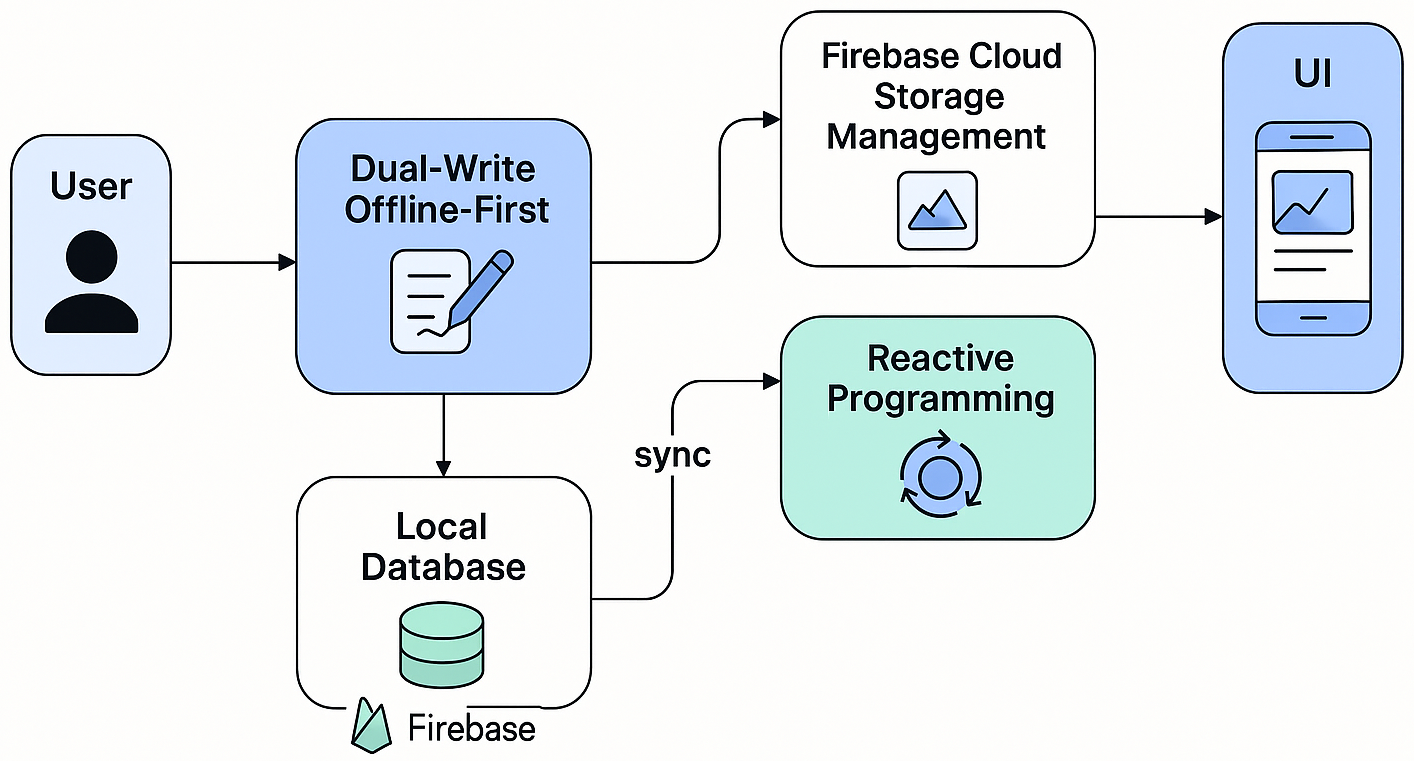 User
Dual-Write
Offline-First
Firebase Cloud
Storage
Management
UI
Reactive
Programming
sync
Local
Database
Firebase